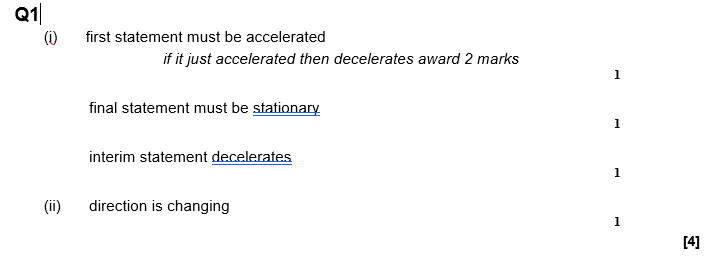 Q1
(i) first statement must be accelerated
if it just accelerated then decelerates award 2 marks
1
final statement must be stationary
1
interim statement decelerates
1
(ii) direction is changing
1
[4]